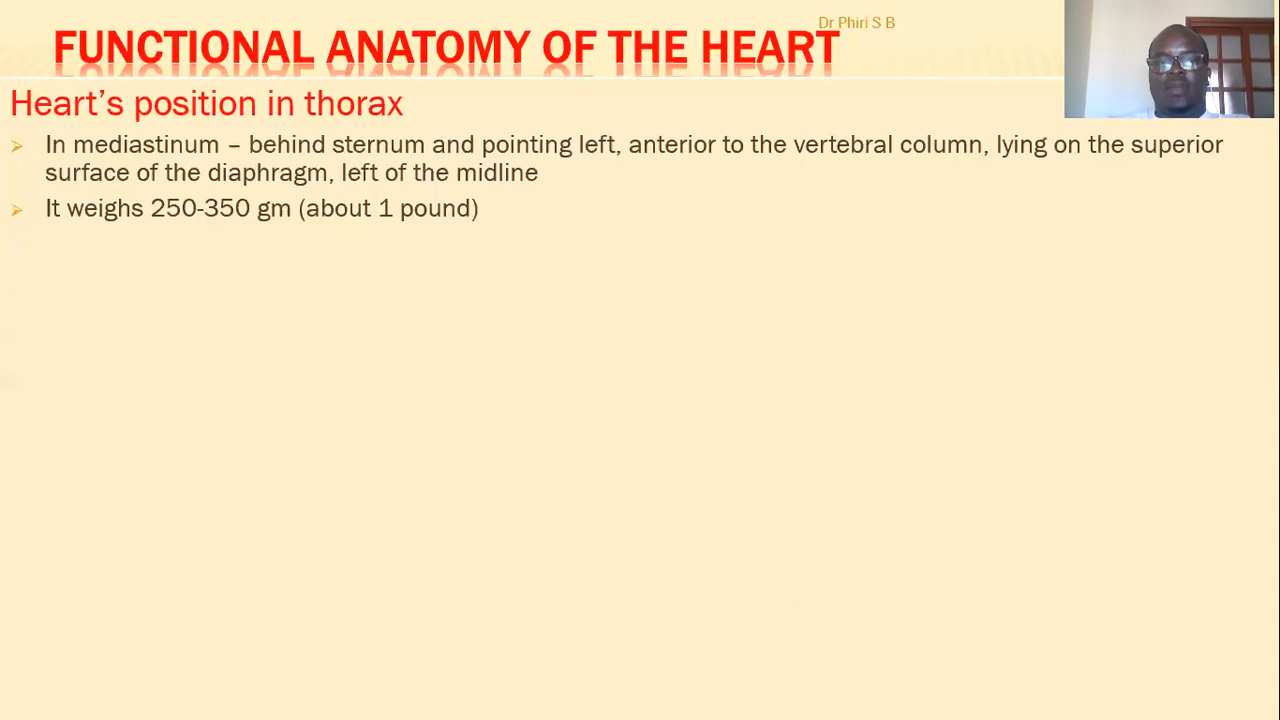 Dr Phiri S B
FUNCTIONAL ANATOMY OF THE HEART
Heart's position in thorax
In mediastinum – behind sternum and pointing left, anterior to the vertebral column, lying on the superior
surface of the diaphragm, left of the midline
It weighs 250-350 gm (about 1 pound)